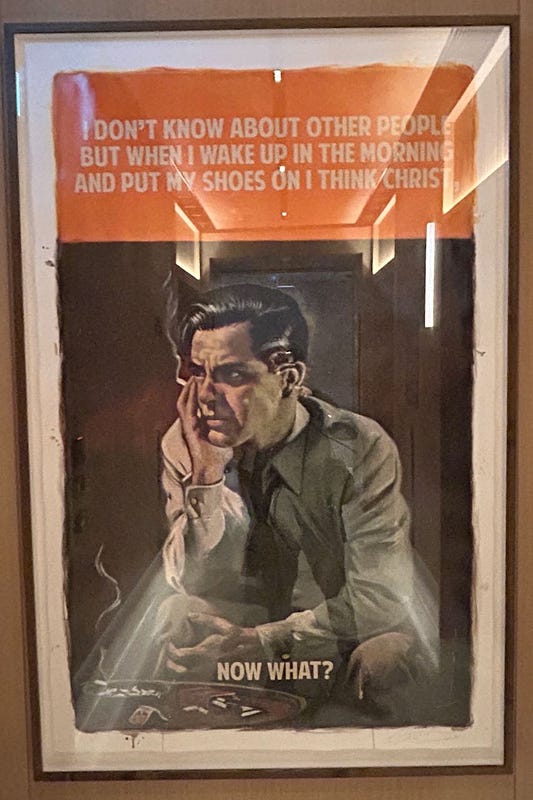 I DON'T KNOW ABOUT OTHER PEOPLE
BUT WHEN I WAKE UP IN THE MORNING
AND PUT MY SHOES ON I THINK CHRIST,
NOW WHAT?